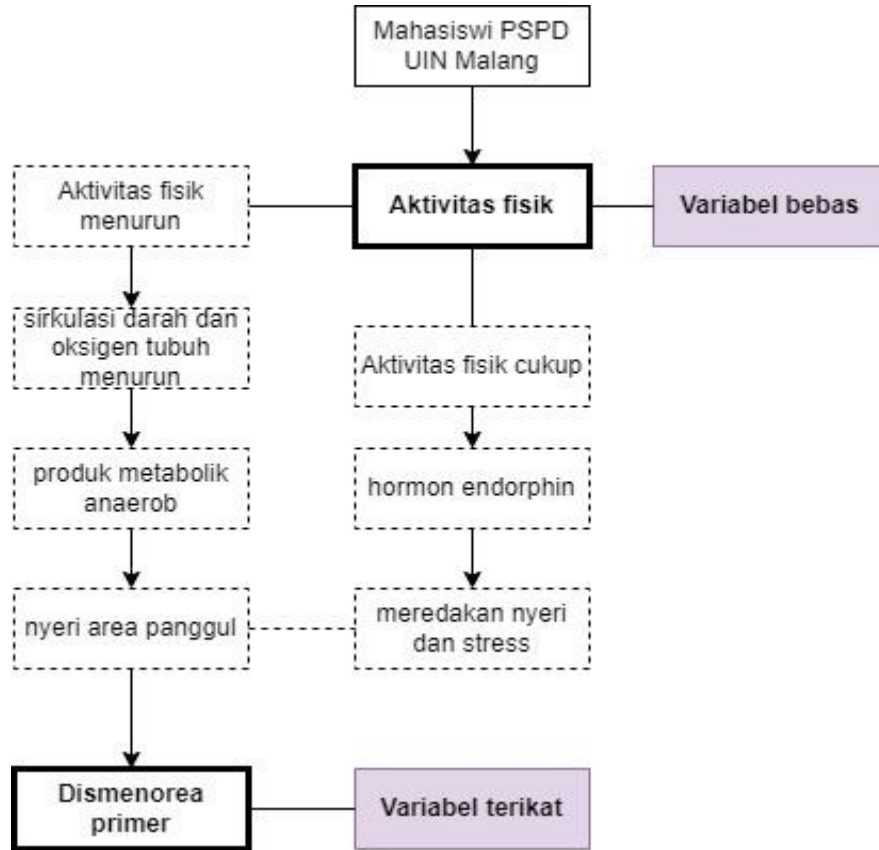 Mahasiswi PSPD
UIN Malang
Aktivitas fisik
menurun
Aktivitas fisik
Variabel bebas
sirkulasi darah dan
oksigen tubuh
menurun
Aktivitas fisik cukup
produk metabolik
anaerob
hormon endorphin
nyeri area panggul
meredakan nyeri
dan stress
Dismenorea
primer
Variabel terikat